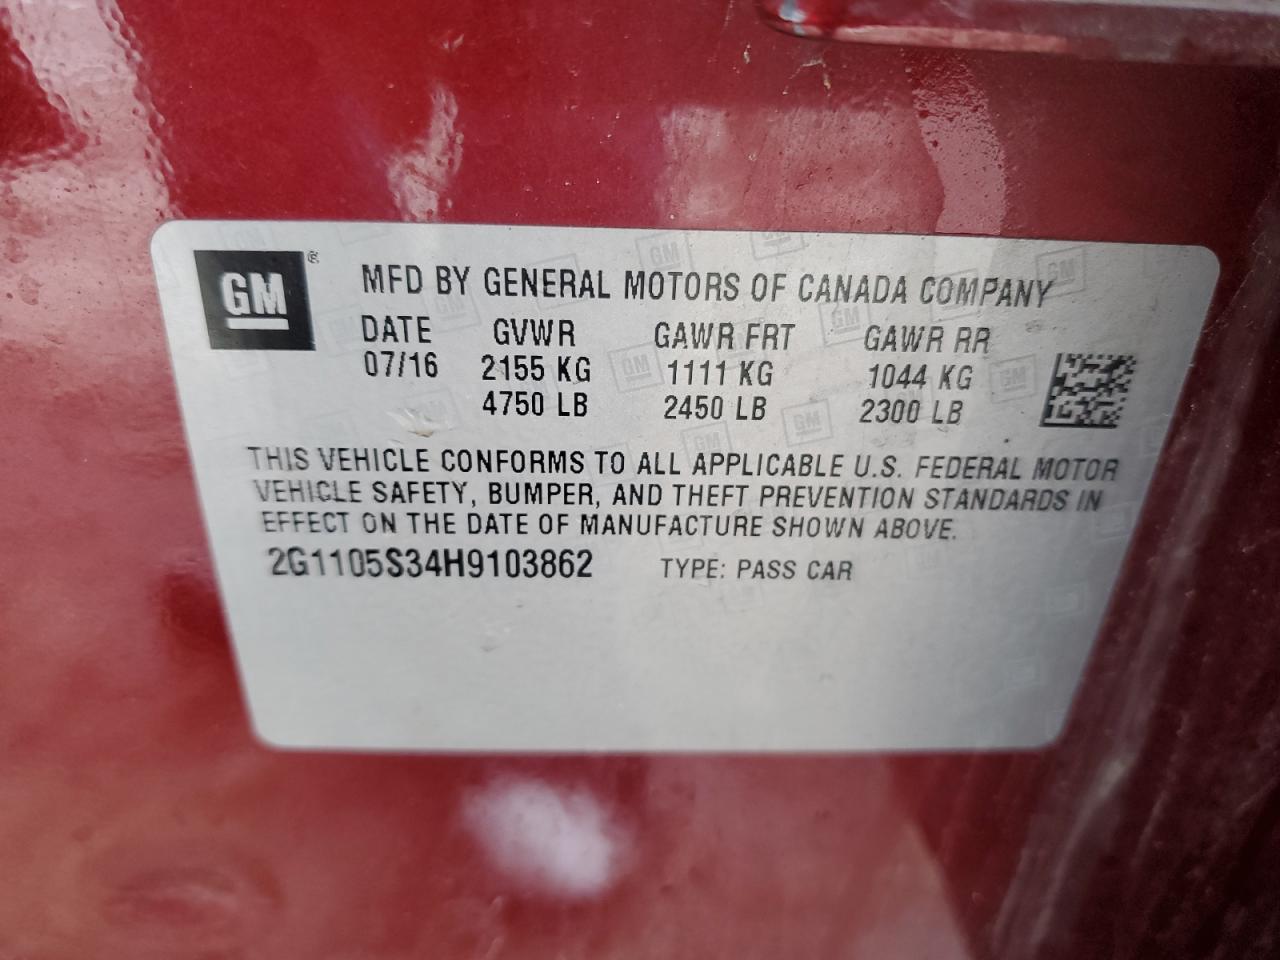 GM®
MFD BY GENERAL MOTORS OF CANADA COMPANY
DATE GVWR GAWR FRT GAWR RR
07/16 2155 KG 1111 KG 1044 KG
4750 LB 2450 LB 2300 LB
THIS VEHICLE CONFORMS TO ALL APPLICABLE U.S. FEDERAL MOTOR
VEHICLE SAFETY, BUMPER, AND THEFT PREVENTION STANDARDS IN
EFFECT ON THE DATE OF MANUFACTURE SHOWN ABOVE.
2G1105S34H9103862 TYPE: PASS CAR